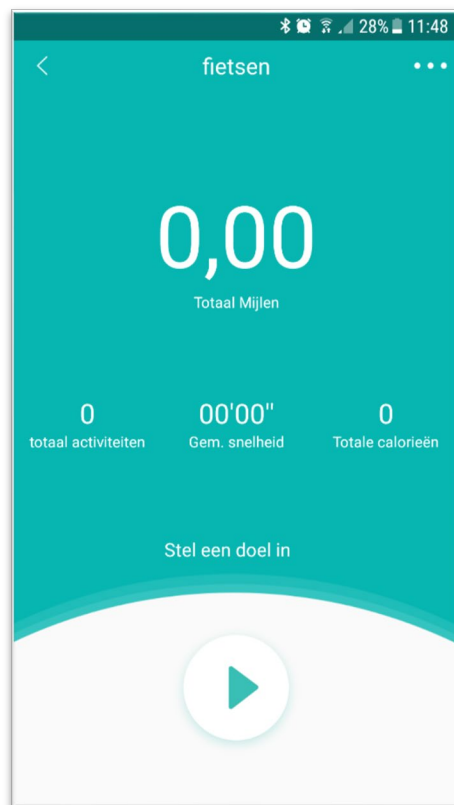 28% 11:48
fietsen
0,00
Totaal Mijlen
0 00'00" 0
totaal activiteiten Gem. snelheid Totale calorieën
Stel een doel in